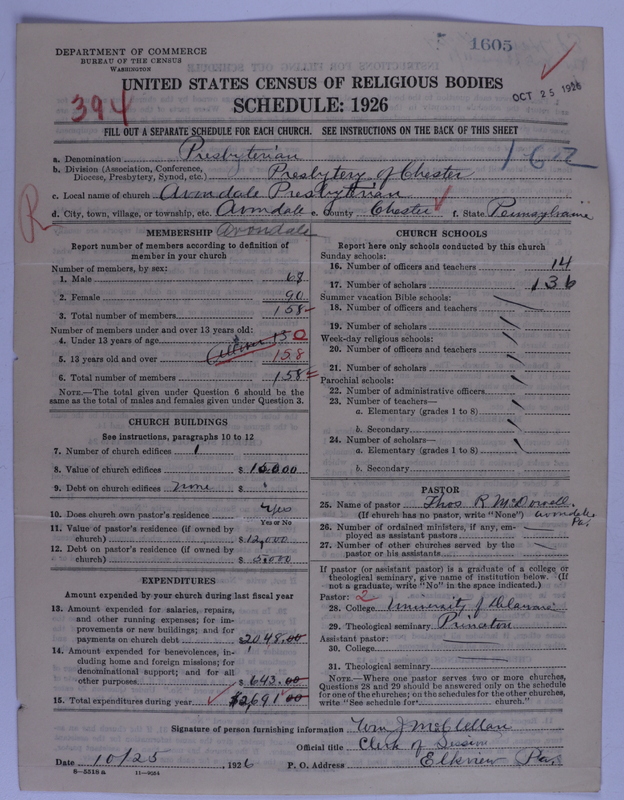 1605
DEPARTMENT OF COMMERCE
BUREAU OF THE CENSUS
WASHINGTON
UNITED STATES CENSUS OF RELIGIOUS BODIES
SCHEDULE: 1926
394
OCT 25 1926
FILL OUT A SEPARATE SCHEDULE FOR EACH CHURCH. SEE INSTRUCTIONS ON THE BACK OF THIS SHEET
a. Denomination Presbyterian
b. Division (Association, Conference, Diocese, Presbytery, Synod, etc.) Presbytery of Chester
1-6-2
c. Local name of church Avondale Presbyterian
R
d. City, town, village, or township, etc. Avondale e. County Chester f. State Pennsylvania
MEMBERSHIP Avondale
Report number of members according to definition of
member in your church
Number of members, by sex:
1. Male 68
2. Female 90
3. Total number of members 158
Number of members under and over 13 years old:
4. Under 13 years of age 0
5. 13 years old and over 158
6. Total number of members 158
NOTE.—The total given under Question 6 should be the
same as the total of males and females given under Question 3.
CHURCH BUILDINGS
See instructions, paragraphs 10 to 12
7. Number of church edifices 1
8. Value of church edifices $ 15000
9. Debt on church edifices none $
10. Does church own pastor's residence yes
Yes or No
11. Value of pastor's residence (if owned by
church) $12,000
12. Debt on pastor's residence (if owned by
church) $ 5,000
EXPENDITURES
Amount expended by your church during last fiscal year
13. Amount expended for salaries, repairs,
and other running expenses; for im-
provements or new buildings; and for
payments on church debt $2048.00
14. Amount expended for benevolences, in-
cluding home and foreign missions; for
denominational support; and for all
other purposes $ 643.00
15. Total expenditures during year $2,691 00
CHURCH SCHOOLS
Report here only schools conducted by this church
Sunday schools:
16. Number of officers and teachers 14
17. Number of scholars 136
Summer vacation Bible schools:
18. Number of officers and teachers
19. Number of scholars
Week-day religious schools:
20. Number of officers and teachers
21. Number of scholars
Parochial schools:
22. Number of administrative officers
23. Number of teachers—
a. Elementary (grades 1 to 8)
b. Secondary
24. Number of scholars—
a. Elementary (grades 1 to 8)
b. Secondary
PASTOR
25. Name of pastor Thos R McDowell
(If church has no pastor, write "None") Avondale Pa.
26. Number of ordained ministers, if any, em-
ployed as assistant pastors
27. Number of other churches served by the
pastor or his assistants
If pastor (or assistant pastor) is a graduate of a college or
theological seminary, give name of institution below. (If
not a graduate, write "No" in the space indicated.)
Pastor: 2
28. College University of Delaware
29. Theological seminary Princeton
Assistant pastor:
30. College
31. Theological seminary
NOTE.—Where one pastor serves two or more churches,
Questions 28 and 29 should be answered only on the schedule
for one of the churches; on the schedules for the other churches,
write "See schedule for church."
Signature of person furnishing information Wm J McClellan
Official title Clerk of Session
Date 10/25, 1926 P. O. Address Elkview Pa.
8—5518 a 11—9064